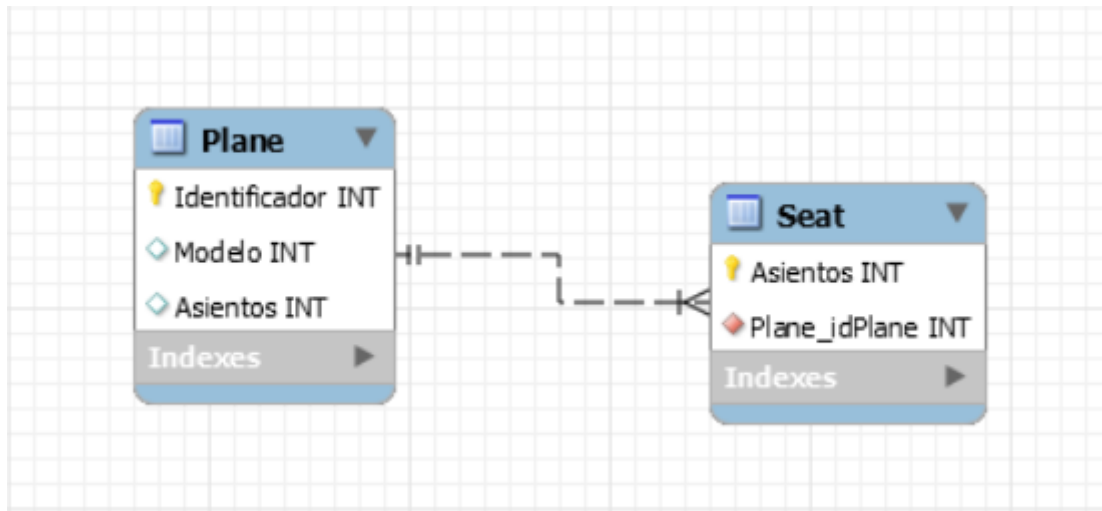 Plane
Identificador INT
Modelo INT
Asientos INT
Indexes
Seat
Asientos INT
Plane_idPlane INT
Indexes